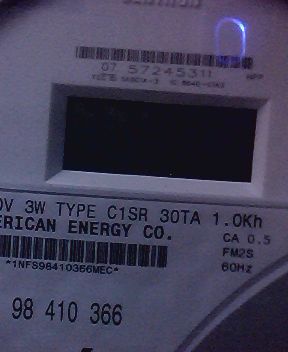 07 57245311
0V 3W TYPE C1SR 30TA 1.0Kh
ERICAN ENERGY CO.
CA 0.5
FM2S
60Hz
*1NFS98410366MEC*
98 410 366